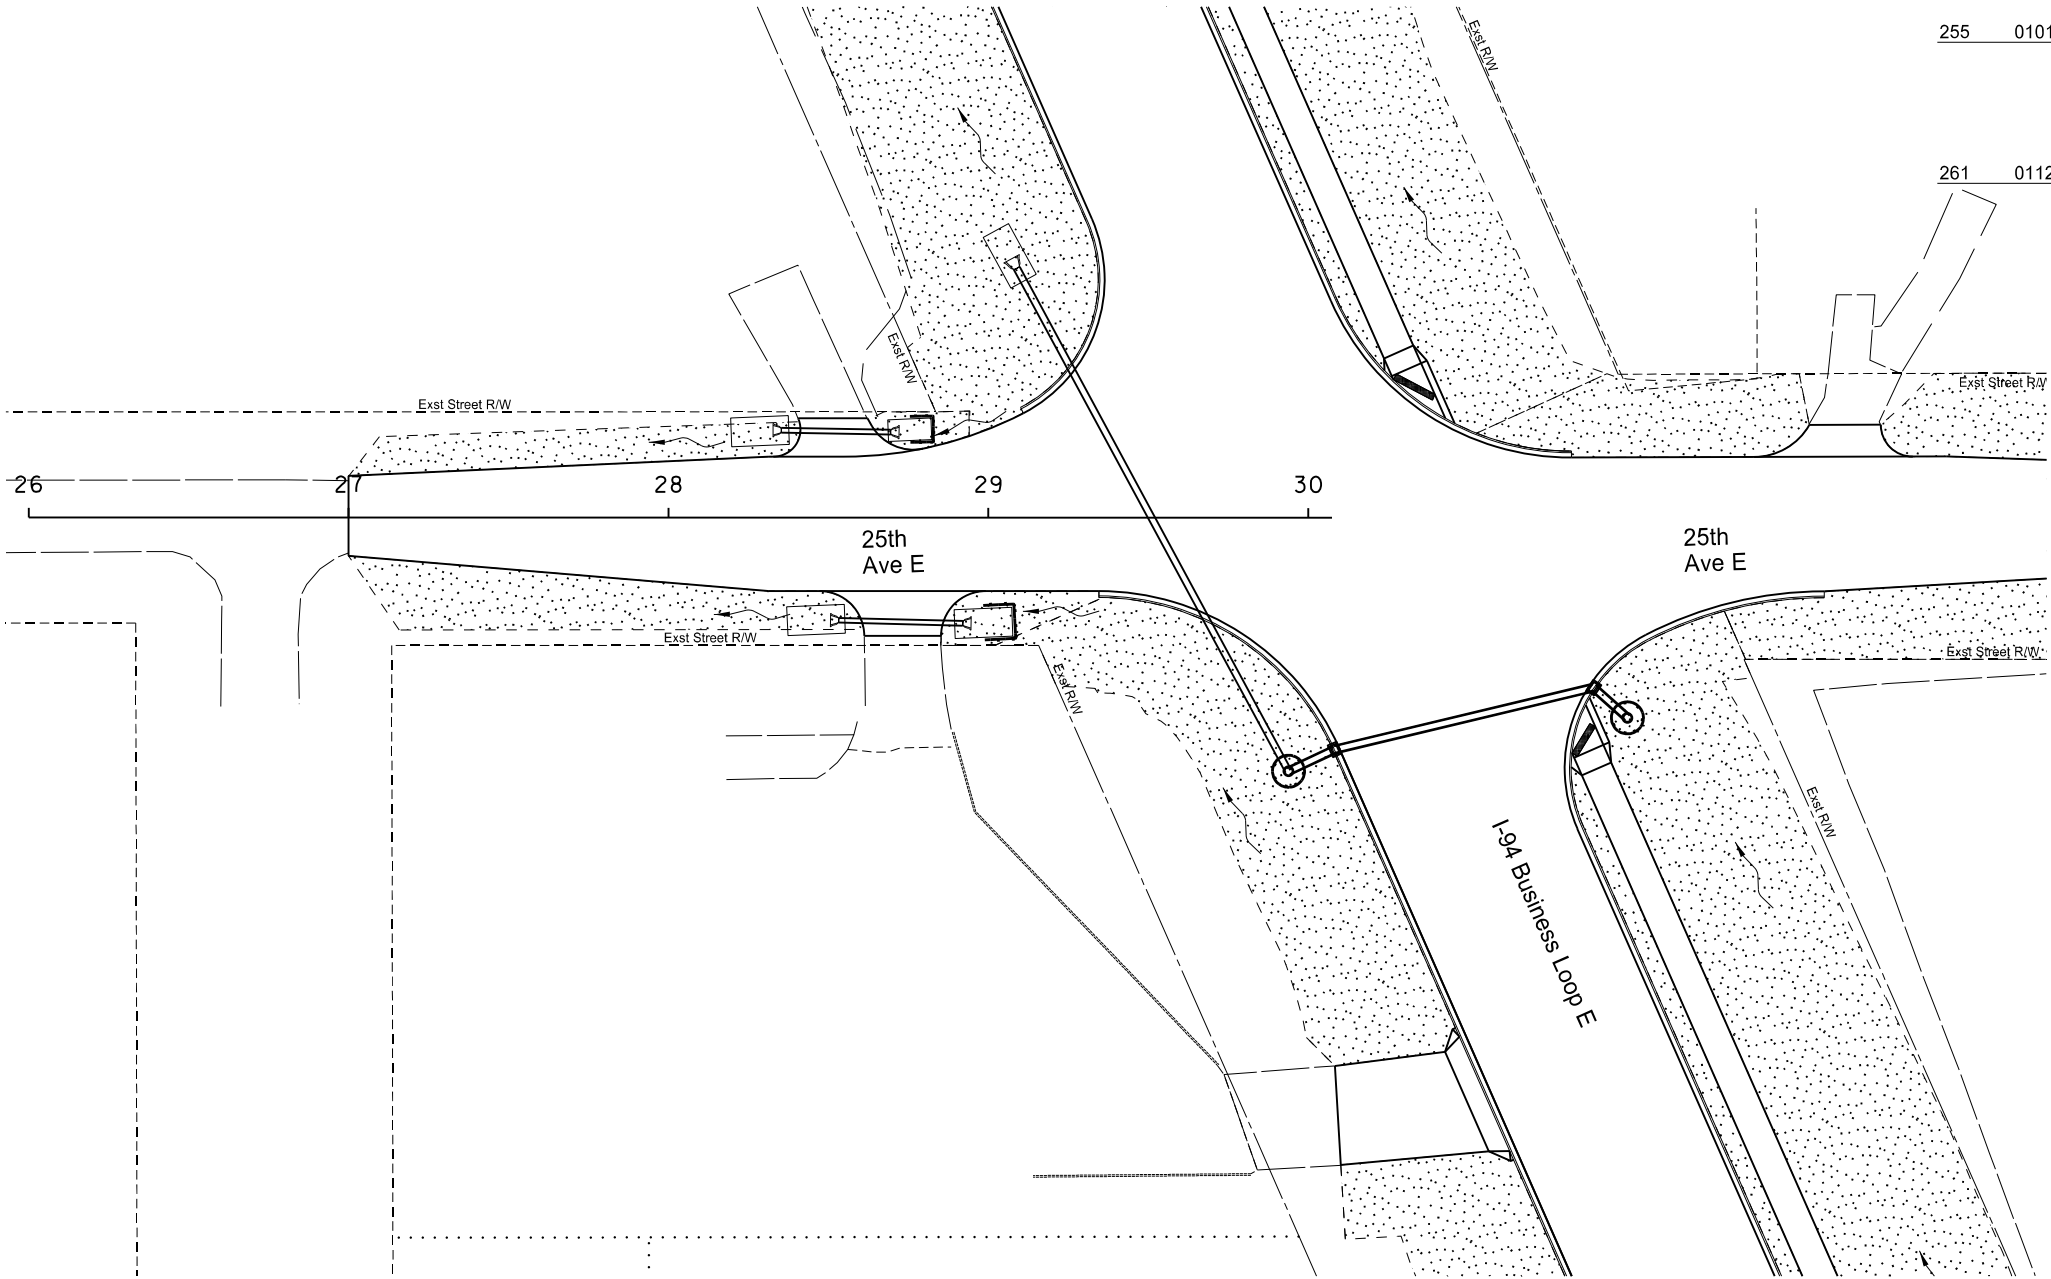 255 0101
Exst R/W
261 0112
Exst R/W
Exst Street R/W
Exst Street R/W
26 27 28 29 30
25th
Ave E
25th
Ave E
Exst Street R/W
Exst Street R/W
Exst R/W
Exst R/W
I-94 Business Loop E